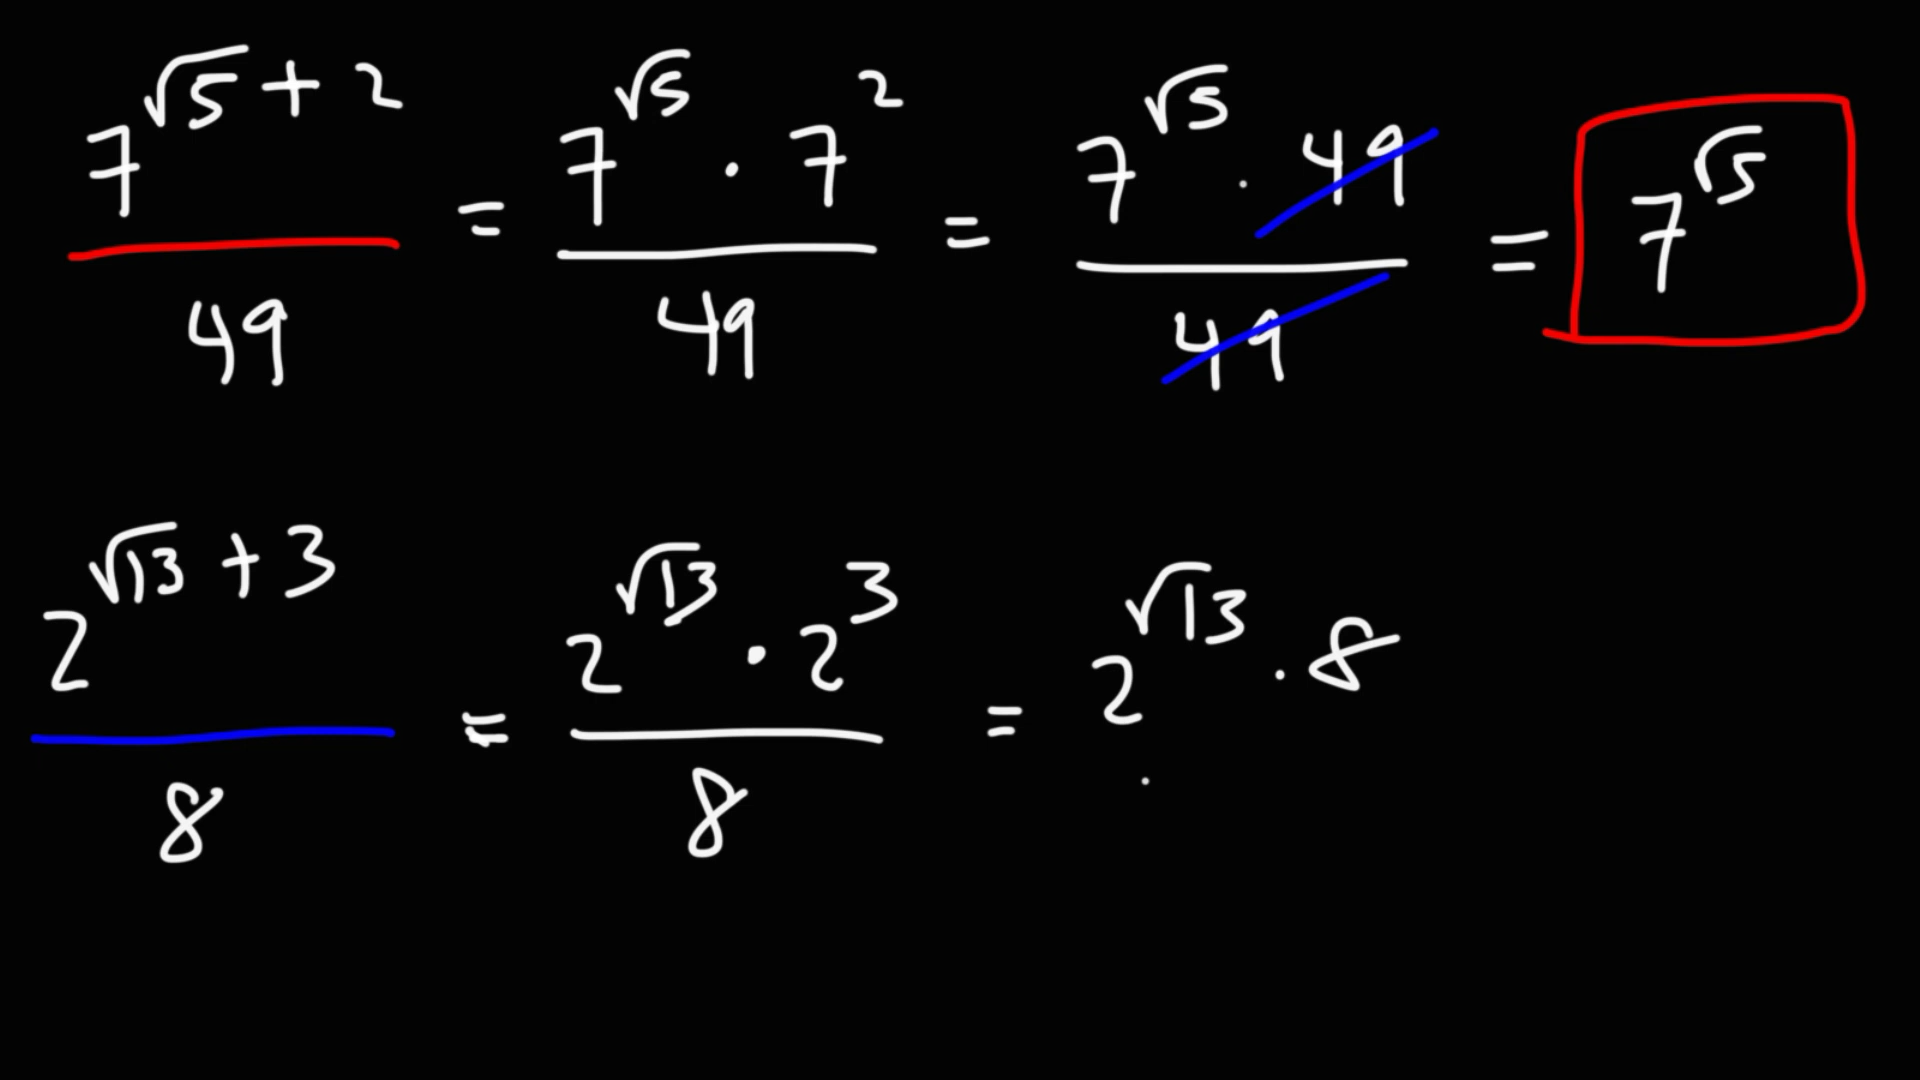 7^(√5 + 2) / 49 = 7^√5 · 7^2 / 49 = 7^√5 · 49 / 49 = 7^√5
2^(√13 + 3) / 8 = 2^√13 · 2^3 / 8 = 2^√13 · 8